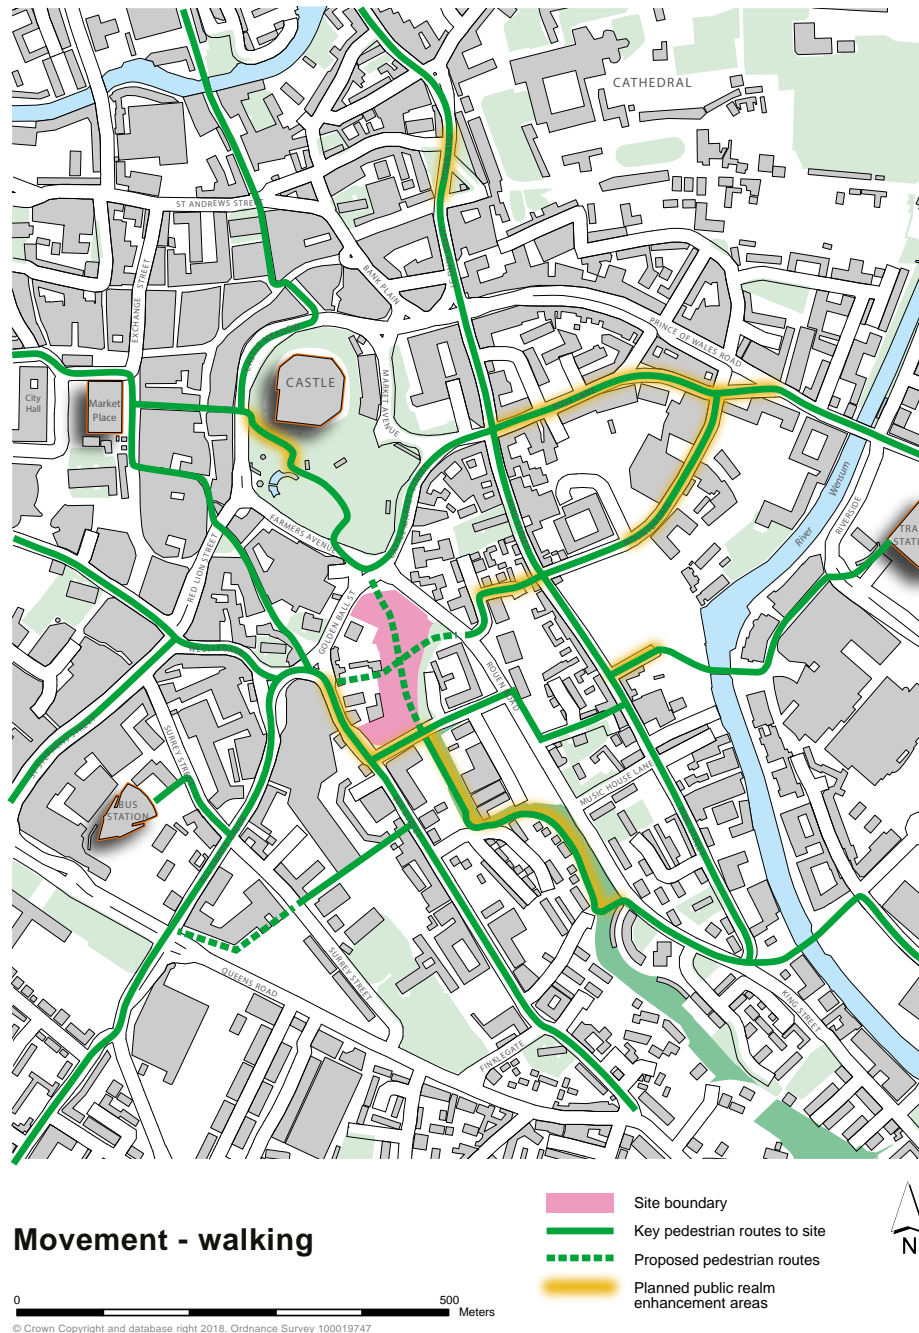 CATHEDRAL
ST ANDREWS STREET
BANK PLAIN
EXCHANGE STREET
PRINCE OF WALES ROAD
CASTLE
MARKET AVENUE
City
Hall
Market
Place
River Wensum
RIVERSIDE
TRA
STATI
FARMERS AVENUE
RED LION STREET
GOLDEN BALL ST
ROUEN ROAD
SURREY STREET
BUS
STATION
MUSIC HOUSE LANE
SURREY STREET
QUEENS ROAD
KING STREET
FINKLEGATE
Movement - walking
Site boundary
Key pedestrian routes to site
Proposed pedestrian routes
Planned public realm
enhancement areas
N
0 500
Meters
© Crown Copyright and database right 2018. Ordnance Survey 100019747